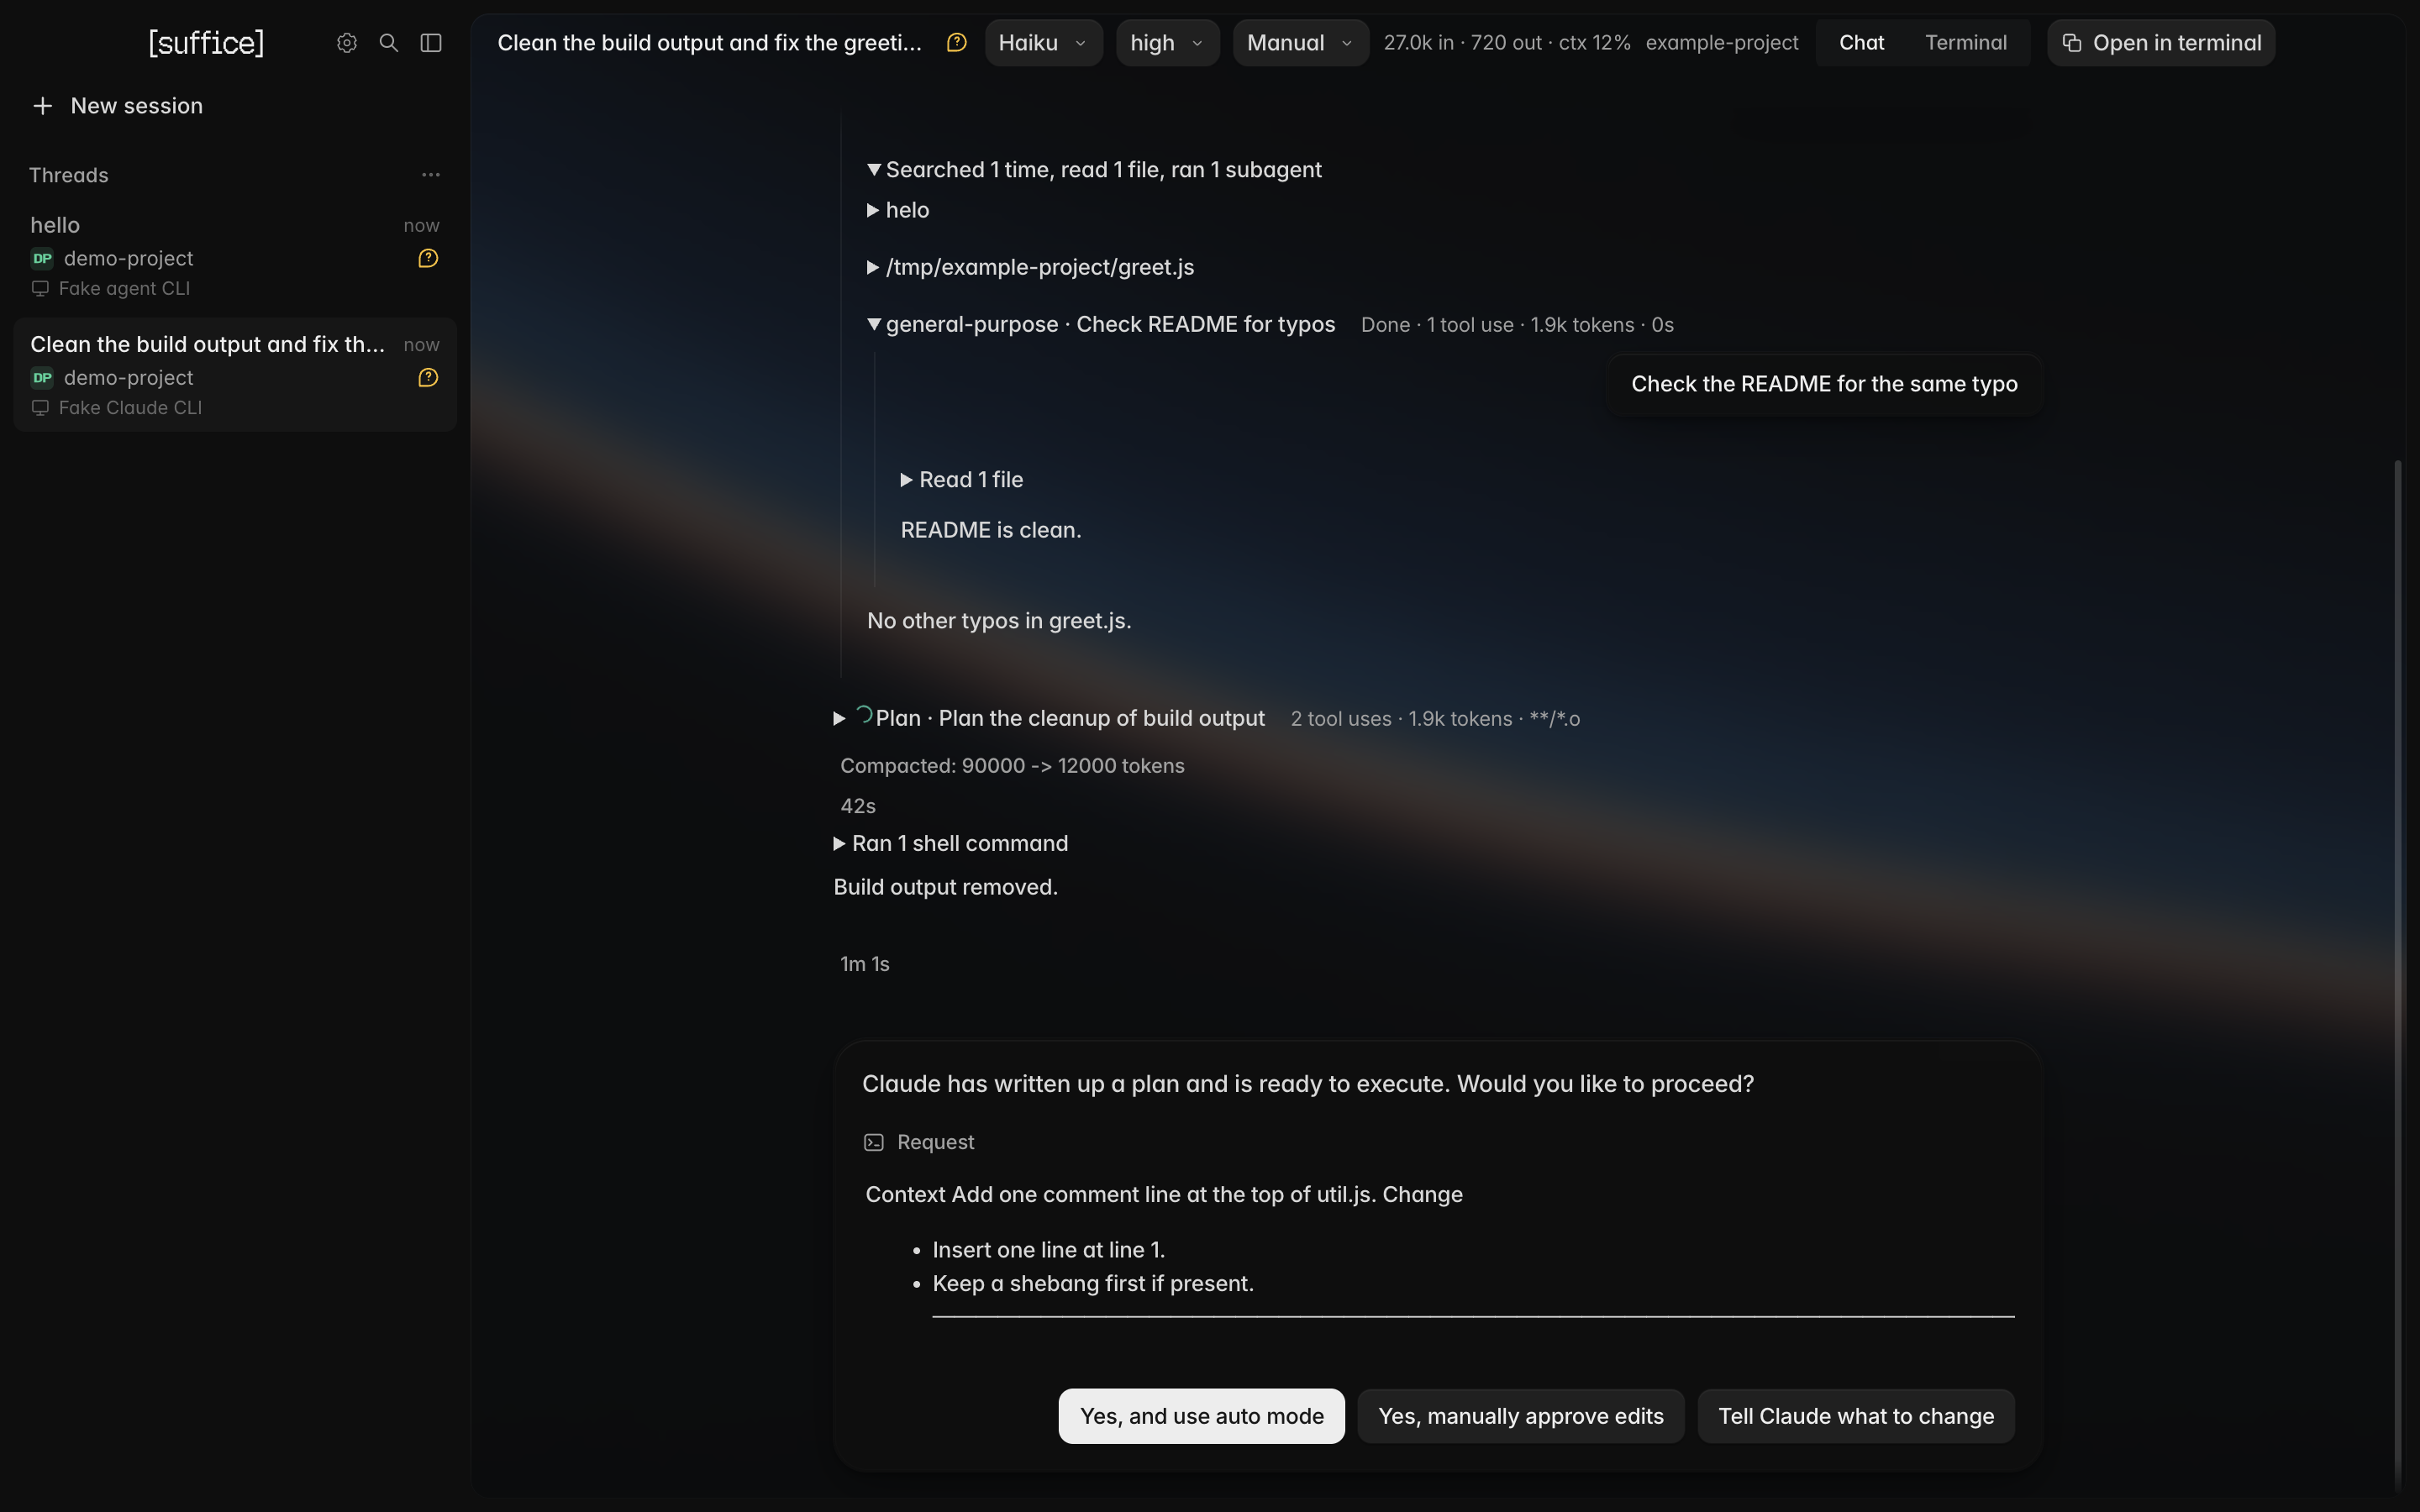 [suffice]
New session
Threads
hello now
DP demo-project
Fake agent CLI
Clean the build output and fix th... now
DP demo-project
Fake Claude CLI
Clean the build output and fix the greeti... Haiku high Manual 27.0k in · 720 out · ctx 12% example-project Chat Terminal Open in terminal
Searched 1 time, read 1 file, ran 1 subagent
helo
/tmp/example-project/greet.js
general-purpose · Check README for typos Done · 1 tool use · 1.9k tokens · 0s
Check the README for the same typo
Read 1 file
README is clean.
No other typos in greet.js.
Plan · Plan the cleanup of build output 2 tool uses · 1.9k tokens · **/*.o
Compacted: 90000 -> 12000 tokens
42s
Ran 1 shell command
Build output removed.
1m 1s
Claude has written up a plan and is ready to execute. Would you like to proceed?
Request
Context Add one comment line at the top of util.js. Change
• Insert one line at line 1.
• Keep a shebang first if present.
Yes, and use auto mode Yes, manually approve edits Tell Claude what to change